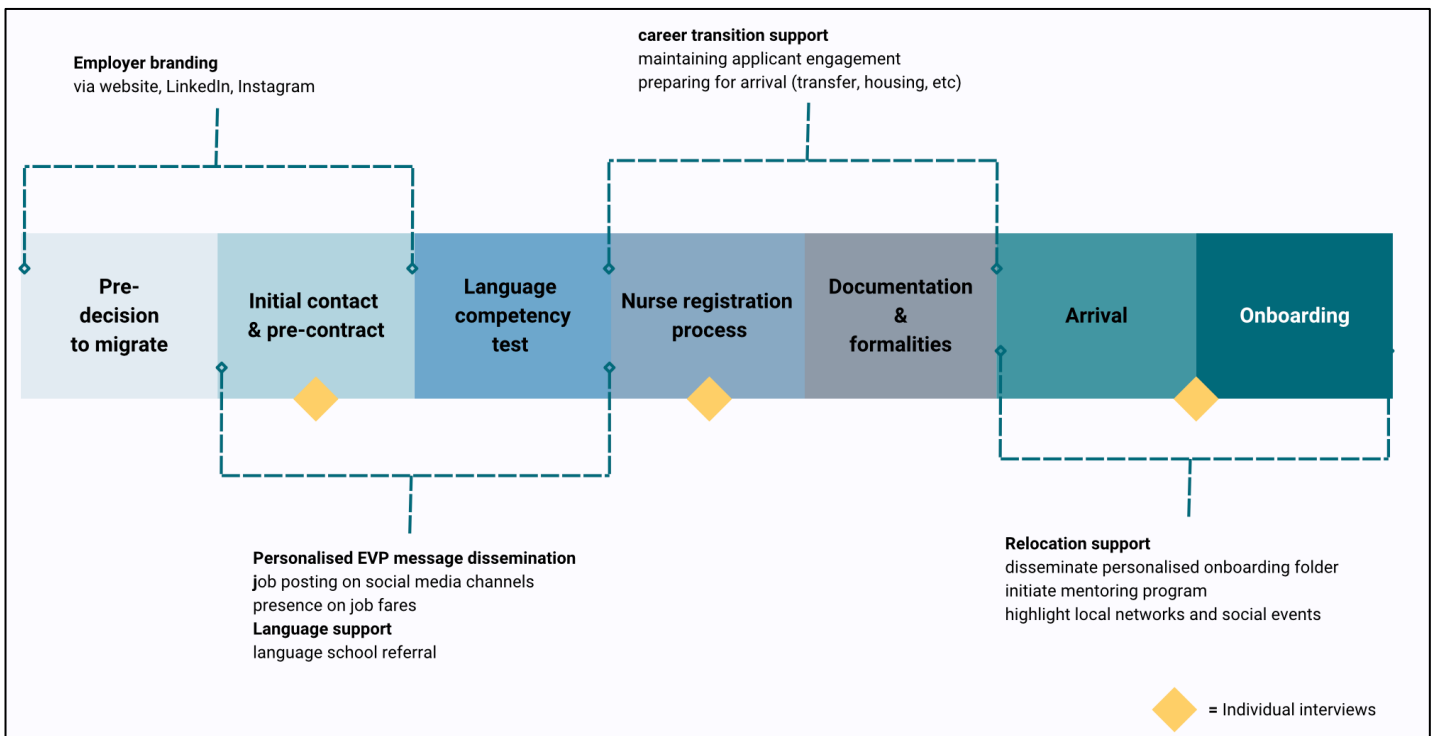 Employer branding
via website, LinkedIn, Instagram
career transition support
maintaining applicant engagement
preparing for arrival (transfer, housing, etc)
Pre-
decision
to migrate
Initial contact
& pre-contract
Language
competency
test
Nurse registration
process
Documentation
&
formalities
Arrival
Onboarding
Personalised EVP message dissemination
job posting on social media channels
presence on job fares
Language support
language school referral
Relocation support
disseminate personalised onboarding folder
initiate mentoring program
highlight local networks and social events
= Individual interviews